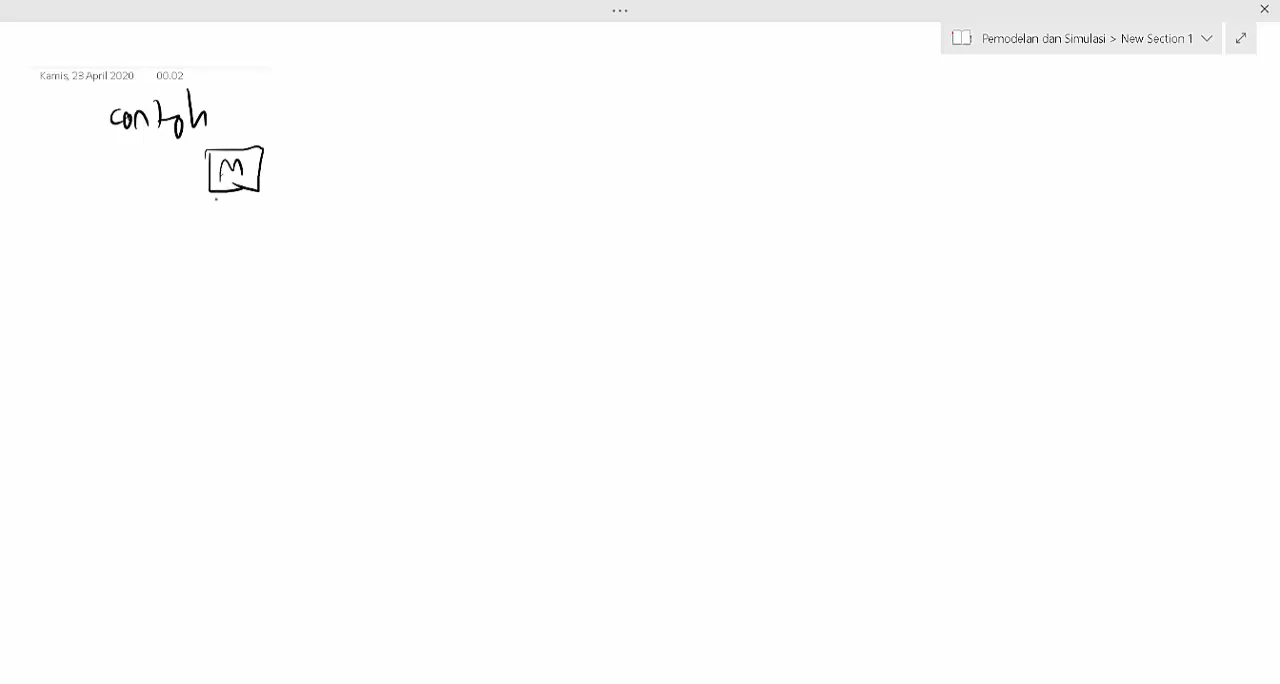 Pemodelan dan Simulasi > New Section 1
Kamis, 23 April 2020 00.02
contoh
M